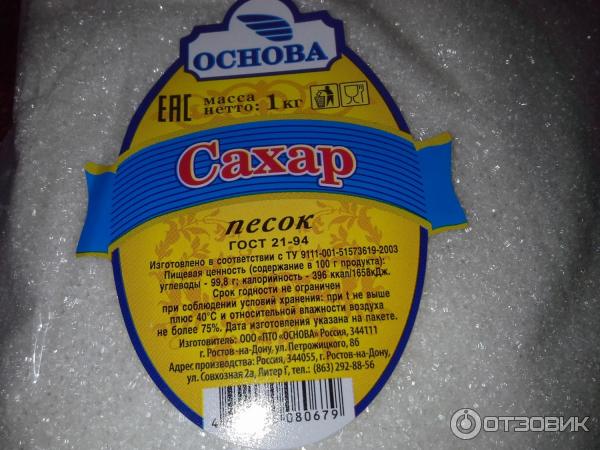 ОСНОВА
EAC масса нетто: 1 кг
Сахар
песок
ГОСТ 21-94
Изготовлено в соответствии с ТУ 9111-001-51573619-2003
Пищевая ценность (содержание в 100 г продукта):
углеводы - 99,8 г; калорийность - 396 ккал/1658кДж.
Срок годности не ограничен
при соблюдении условий хранения: при t не выше
плюс 40°С и относительной влажности воздуха
не более 75%. Дата изготовления указана на пакете.
Изготовитель: ООО «ПТО «ОСНОВА» Россия, 344111
г. Ростов-на-Дону, ул. Петрожицкого, 8б
Адрес производства: Россия, 344055, г. Ростов-на-Дону,
ул. Совхозная 2а, Литер Г, тел.: (863) 292-88-56
4 080679
ОТЗОВИК